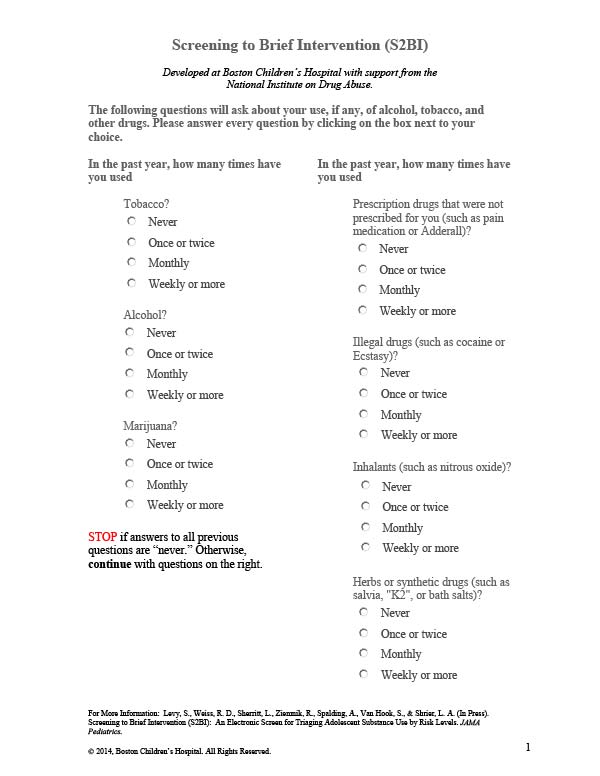 Screening to Brief Intervention (S2BI)
Developed at Boston Children's Hospital with support from the
National Institute on Drug Abuse.
The following questions will ask about your use, if any, of alcohol, tobacco, and
other drugs. Please answer every question by clicking on the box next to your
choice.
In the past year, how many times have
you used
Tobacco?
Never
Once or twice
Monthly
Weekly or more
Alcohol?
Never
Once or twice
Monthly
Weekly or more
Marijuana?
Never
Once or twice
Monthly
Weekly or more
STOP if answers to all previous
questions are “never.” Otherwise,
continue with questions on the right.
In the past year, how many times have
you used
Prescription drugs that were not
prescribed for you (such as pain
medication or Adderall)?
Never
Once or twice
Monthly
Weekly or more
Illegal drugs (such as cocaine or
Ecstasy)?
Never
Once or twice
Monthly
Weekly or more
Inhalants (such as nitrous oxide)?
Never
Once or twice
Monthly
Weekly or more
Herbs or synthetic drugs (such as
salvia, "K2", or bath salts)?
Never
Once or twice
Monthly
Weekly or more
For More Information: Levy, S., Weiss, R. D., Sherritt, L., Ziemnik, R., Spalding, A., Van Hook, S., & Shrier, L. A. (In Press).
Screening to Brief Intervention (S2BI): An Electronic Screen for Triaging Adolescent Substance Use by Risk Levels. JAMA
Pediatrics.
© 2014, Boston Children's Hospital. All Rights Reserved.
1